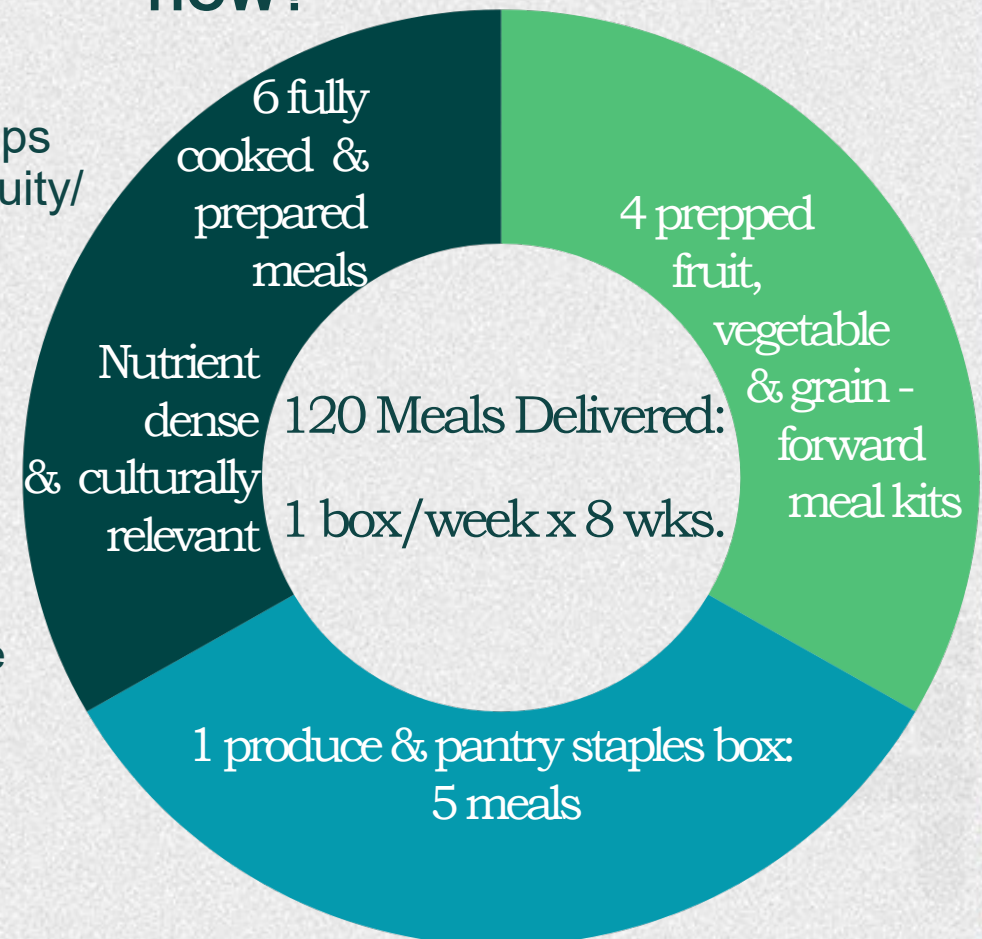 how?
ps
uity/
e
6 fully
cooked &
prepared
meals
Nutrient
dense
& culturally
relevant
4 prepped
fruit,
vegetable
& grain -
forward
meal kits
120 Meals Delivered:
1 box/week x 8 wks.
1 produce & pantry staples box:
5 meals